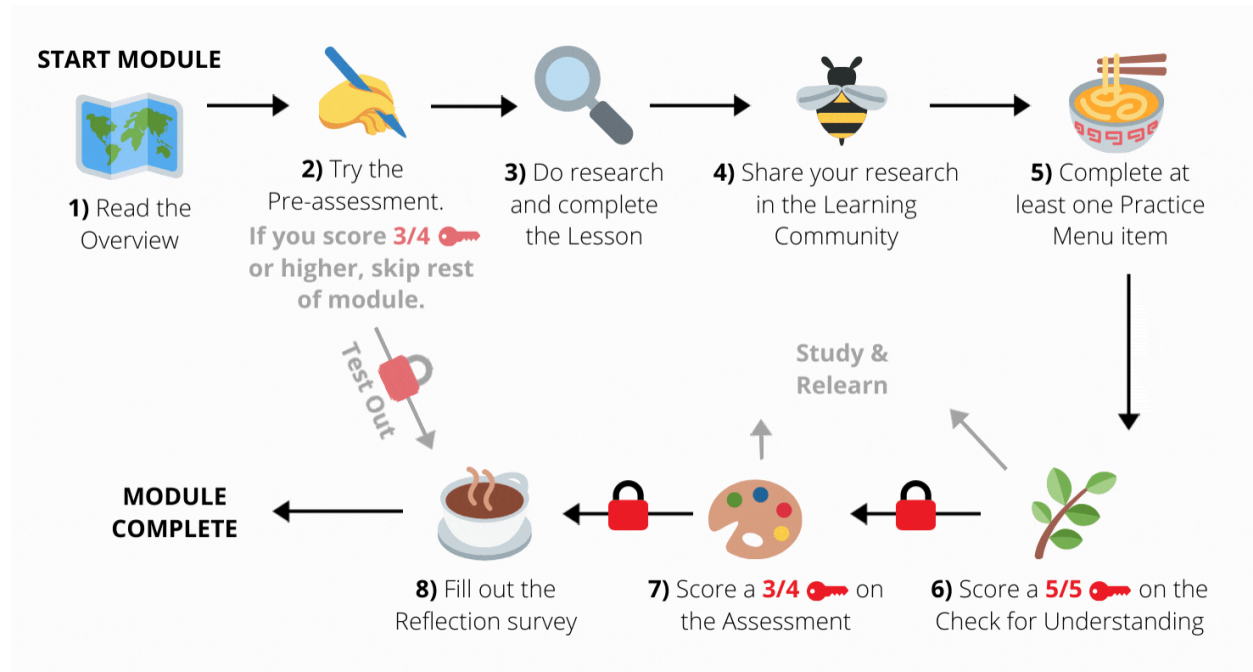 START MODULE
1) Read the
Overview
2) Try the
Pre-assessment.
If you score 3/4
or higher, skip rest
of module.
3) Do research
and complete
the Lesson
4) Share your research
in the Learning
Community
5) Complete at
least one Practice
Menu item
Test Out
Study &
Relearn
6) Score a 5/5 on the
Check for Understanding
7) Score a 3/4 on
the Assessment
8) Fill out the
Reflection survey
MODULE
COMPLETE